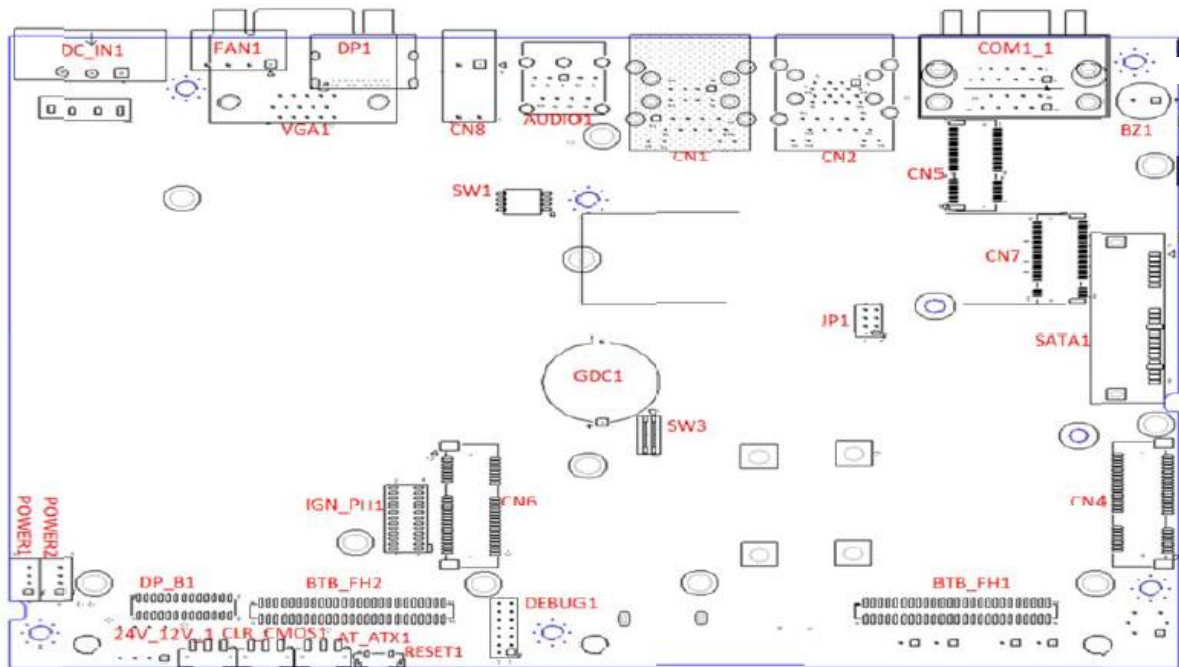 DC_IN1
FAN1
DP1
COM1_1
VGA1
CN8
AUDIO1
CN1
CN2
BZ1
CN5
SW1
CN7
JP1
SATA1
GDC1
SW3
IGN_PH1
CN6
CN4
POWER1
POWER2
DP_B1
BTB_FH2
DEBUG1
BTB_FH1
24V_12V_1
CLR_CMOS1
AT_ATX1
RESET1